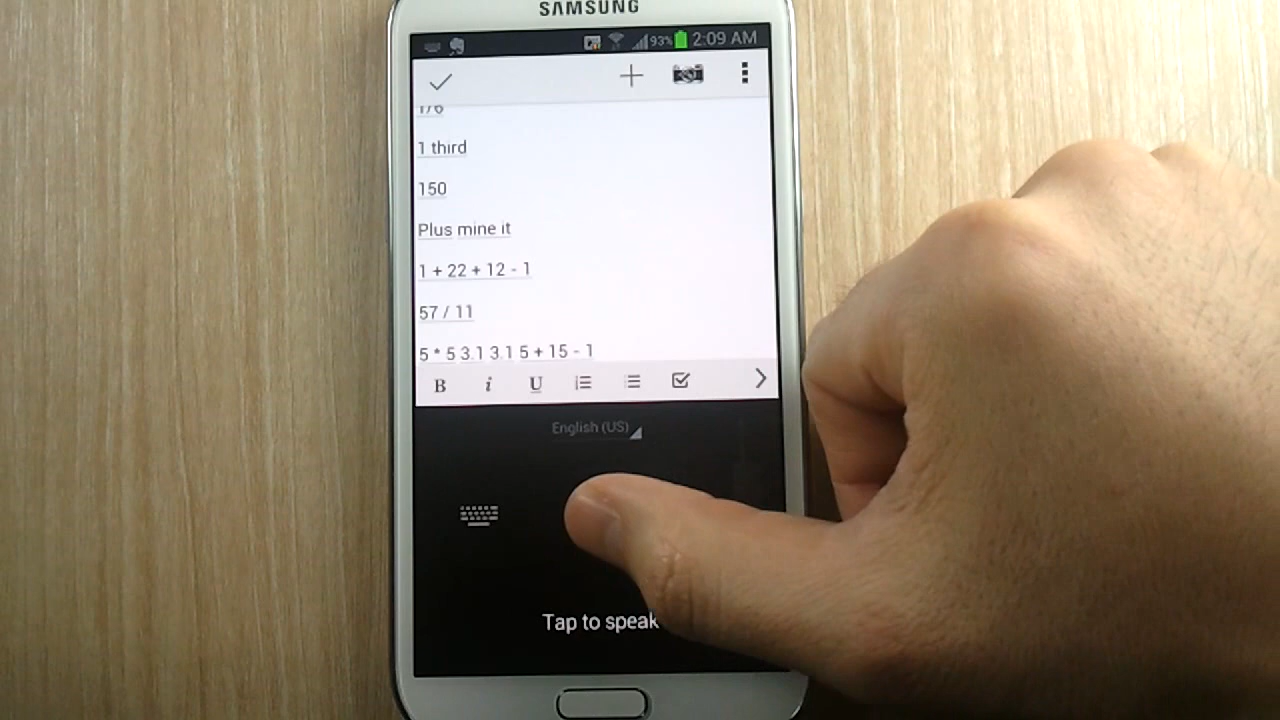 SAMSUNG
93% 2:09 AM
1 third
150
Plus mine it
1 + 22 + 12 - 1
57 / 11
5 * 5 3.1 3.1 5 + 15 - 1
B i U
English (US)
Tap to speak